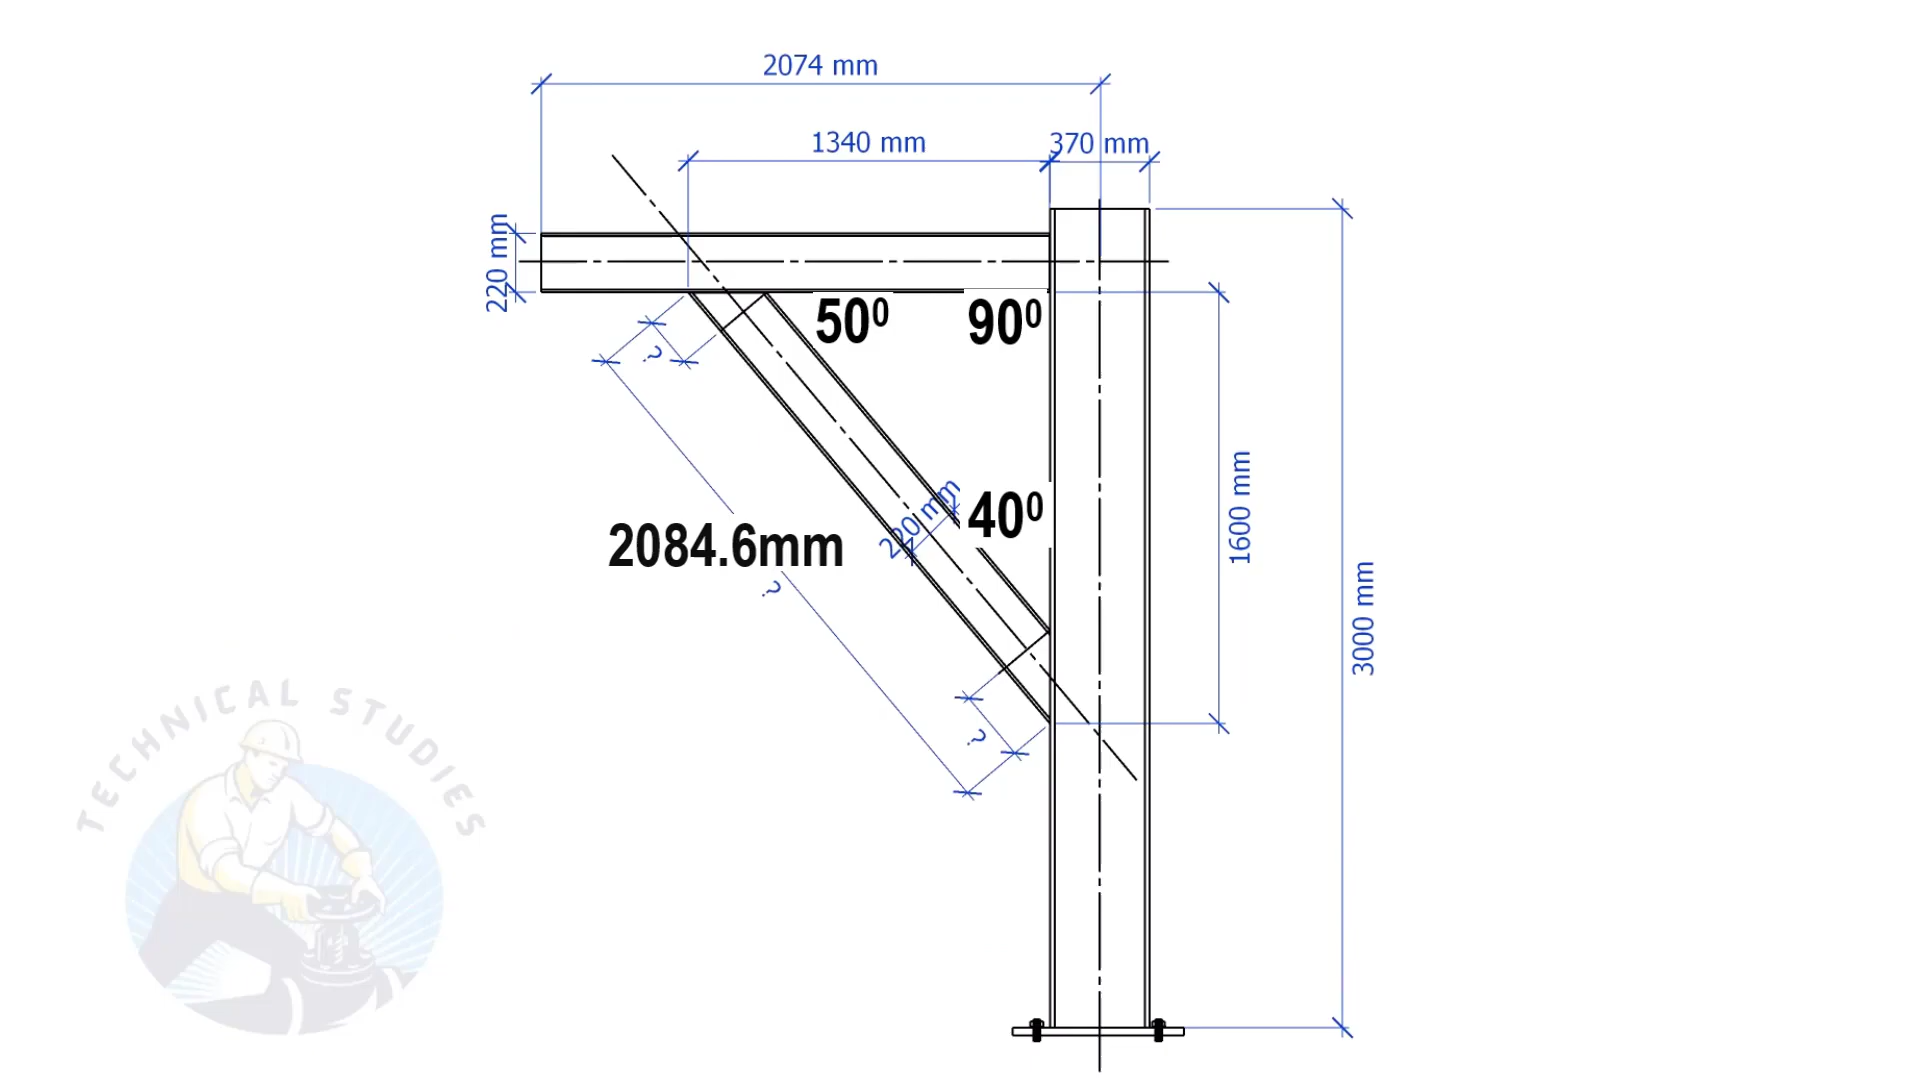 2074 mm
1340 mm
370 mm
220 mm
50⁰
90⁰
?
220 mm
40⁰
1600 mm
2084.6mm
?
3000 mm
?
TECHNICAL STUDIES